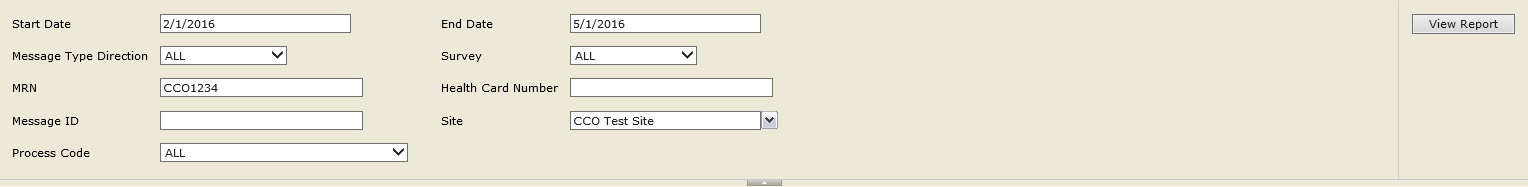 Start Date 2/1/2016 End Date 5/1/2016 View Report
Message Type Direction ALL Survey ALL
MRN CCO1234 Health Card Number
Message ID Site CCO Test Site
Process Code ALL